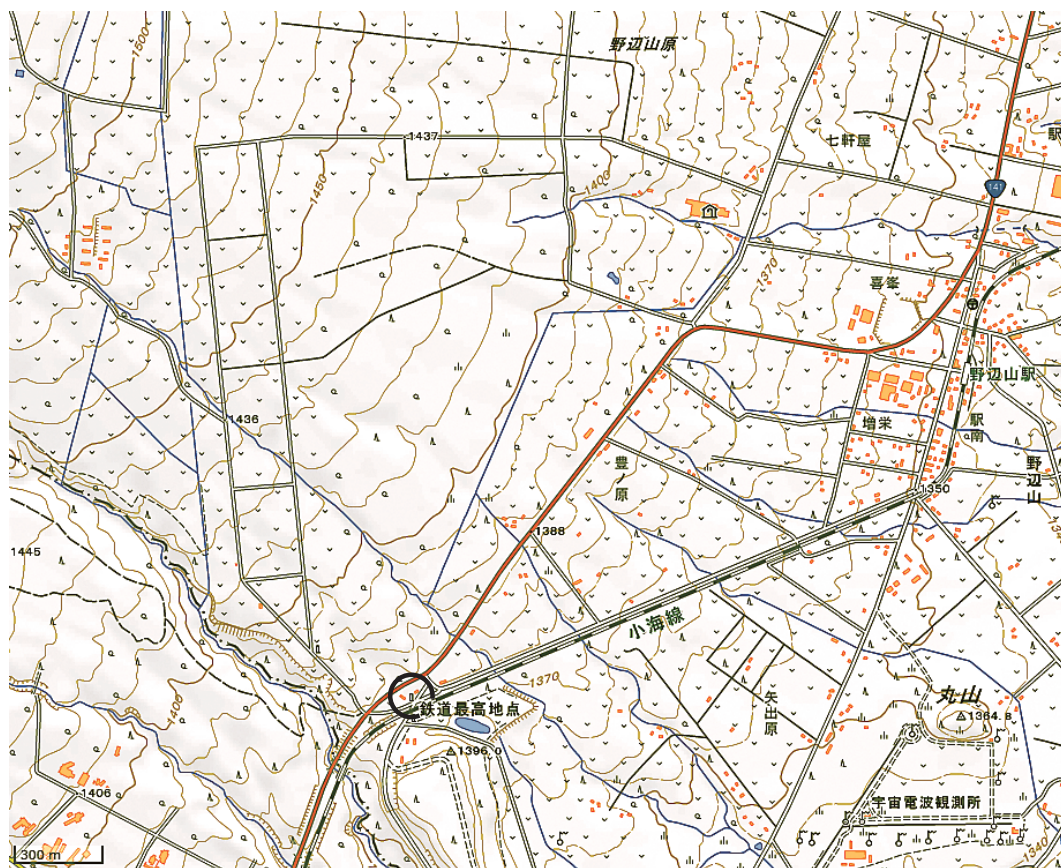 1500
野辺山原
1437
七軒屋
駅
1450
1400
141
1370
喜峯
野辺山駅
1436
増栄
駅南
豊ノ原
野辺山
1350
1388
1445
小海線
1370
丸山
1364.8
矢出原
鉄道最高地点
1400
1396.0
1406
宇宙電波観測所
300 m
1340